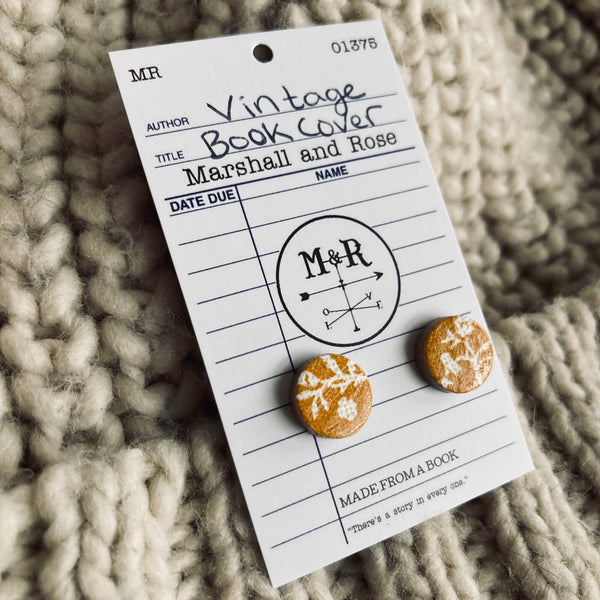 MR
01375
AUTHOR Vintage
TITLE Book Cover
Marshall and Rose
DATE DUE NAME
M&R
L O V E
MADE FROM A BOOK
"There's a story in every one."